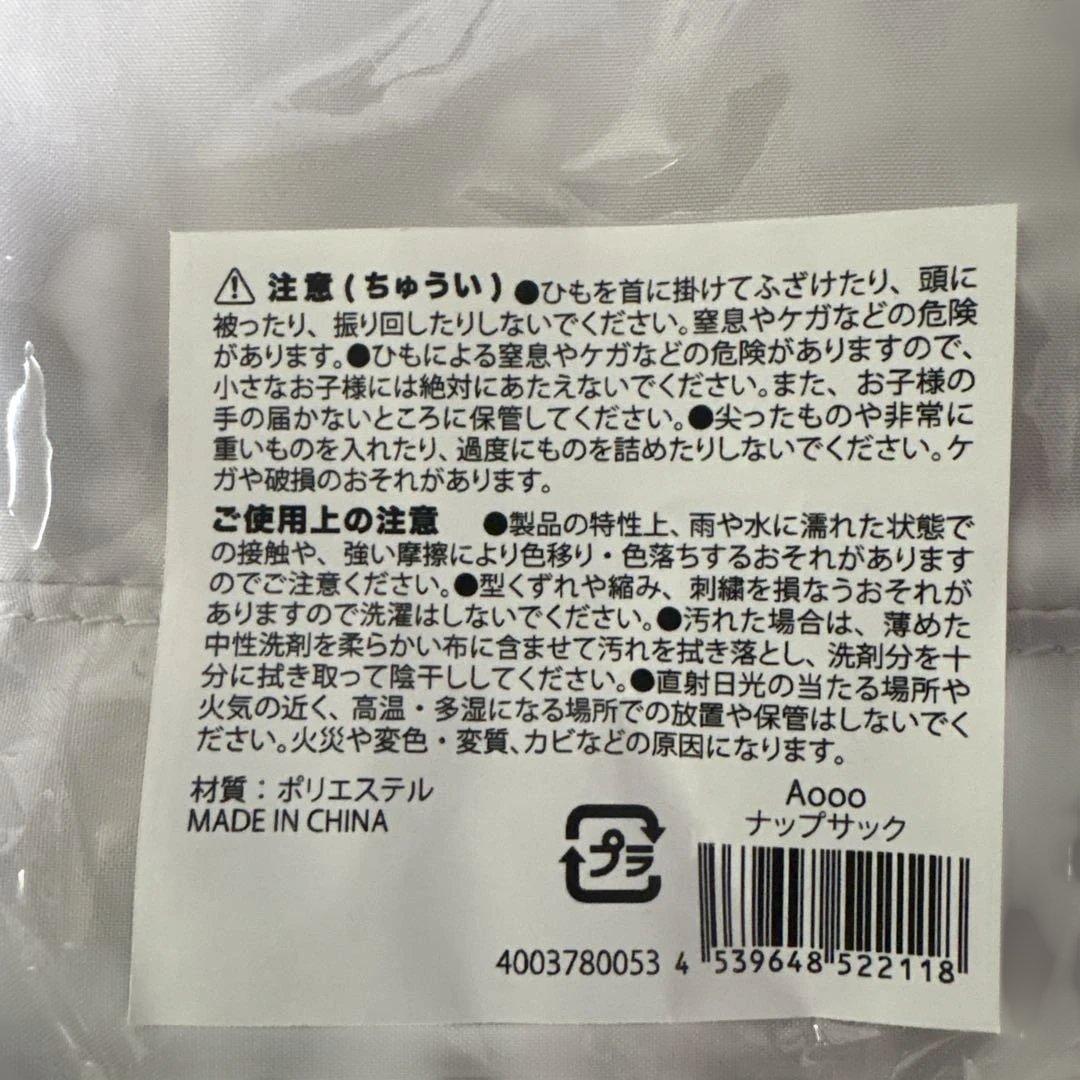 注意(ちゅうい) ●ひもを首に掛けてふざけたり、頭に
被ったり、振り回したりしないでください。窒息やケガなどの危険
があります。●ひもによる窒息やケガなどの危険がありますので、
小さなお子様には絶対にあたえないでください。また、お子様の
手の届かないところに保管してください。●尖ったものや非常に
重いものを入れたり、過度にものを詰めたりしないでください。ケ
ガや破損のおそれがあります。
ご使用上の注意 ●製品の特性上、雨や水に濡れた状態で
の接触や、強い摩擦により色移り・色落ちするおそれがあります
のでご注意ください。●型くずれや縮み、刺繍を損なうおそれが
ありますので洗濯はしないでください。●汚れた場合は、薄めた
中性洗剤を柔らかい布に含ませて汚れを拭き落とし、洗剤分を十
分に拭き取って陰干ししてください。●直射日光の当たる場所や
火気の近く、高温・多湿になる場所での放置や保管はしないでく
ださい。火災や変色・変質、カビなどの原因になります。
材質：ポリエステル
MADE IN CHINA
プラ
Aooo
ナップサック
4003780053
4 539648 522118